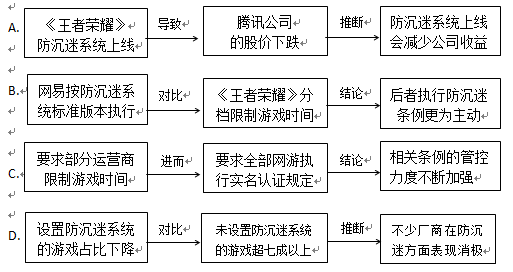 A. 《王者荣耀》 导致 腾讯公司 推断 防沉迷系统上线
防沉迷系统上线 的股价下跌 会减少公司收益
B. 网易按防沉迷系 对比 《王者荣耀》分 结论 后者执行防沉迷
统标准版本执行 档限制游戏时间 条例更为主动
C. 要求部分运营商 进而 要求全部网游执 结论 相关条例的管控
限制游戏时间 行实名认证规定 力度不断加强
D. 设置防沉迷系统 对比 未设置防沉迷系统 推断 不少厂商在防沉
的游戏占比下降 的游戏超七成以上 迷方面表现消极